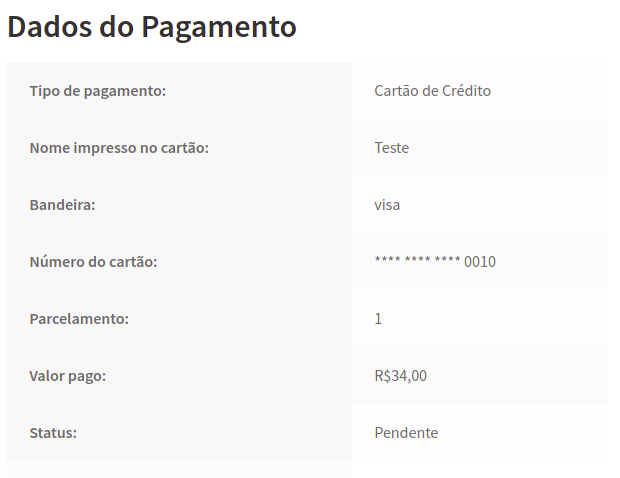 Dados do Pagamento
Tipo de pagamento: Cartão de Crédito
Nome impresso no cartão: Teste
Bandeira: visa
Número do cartão: **** **** **** 0010
Parcelamento: 1
Valor pago: R$34,00
Status: Pendente